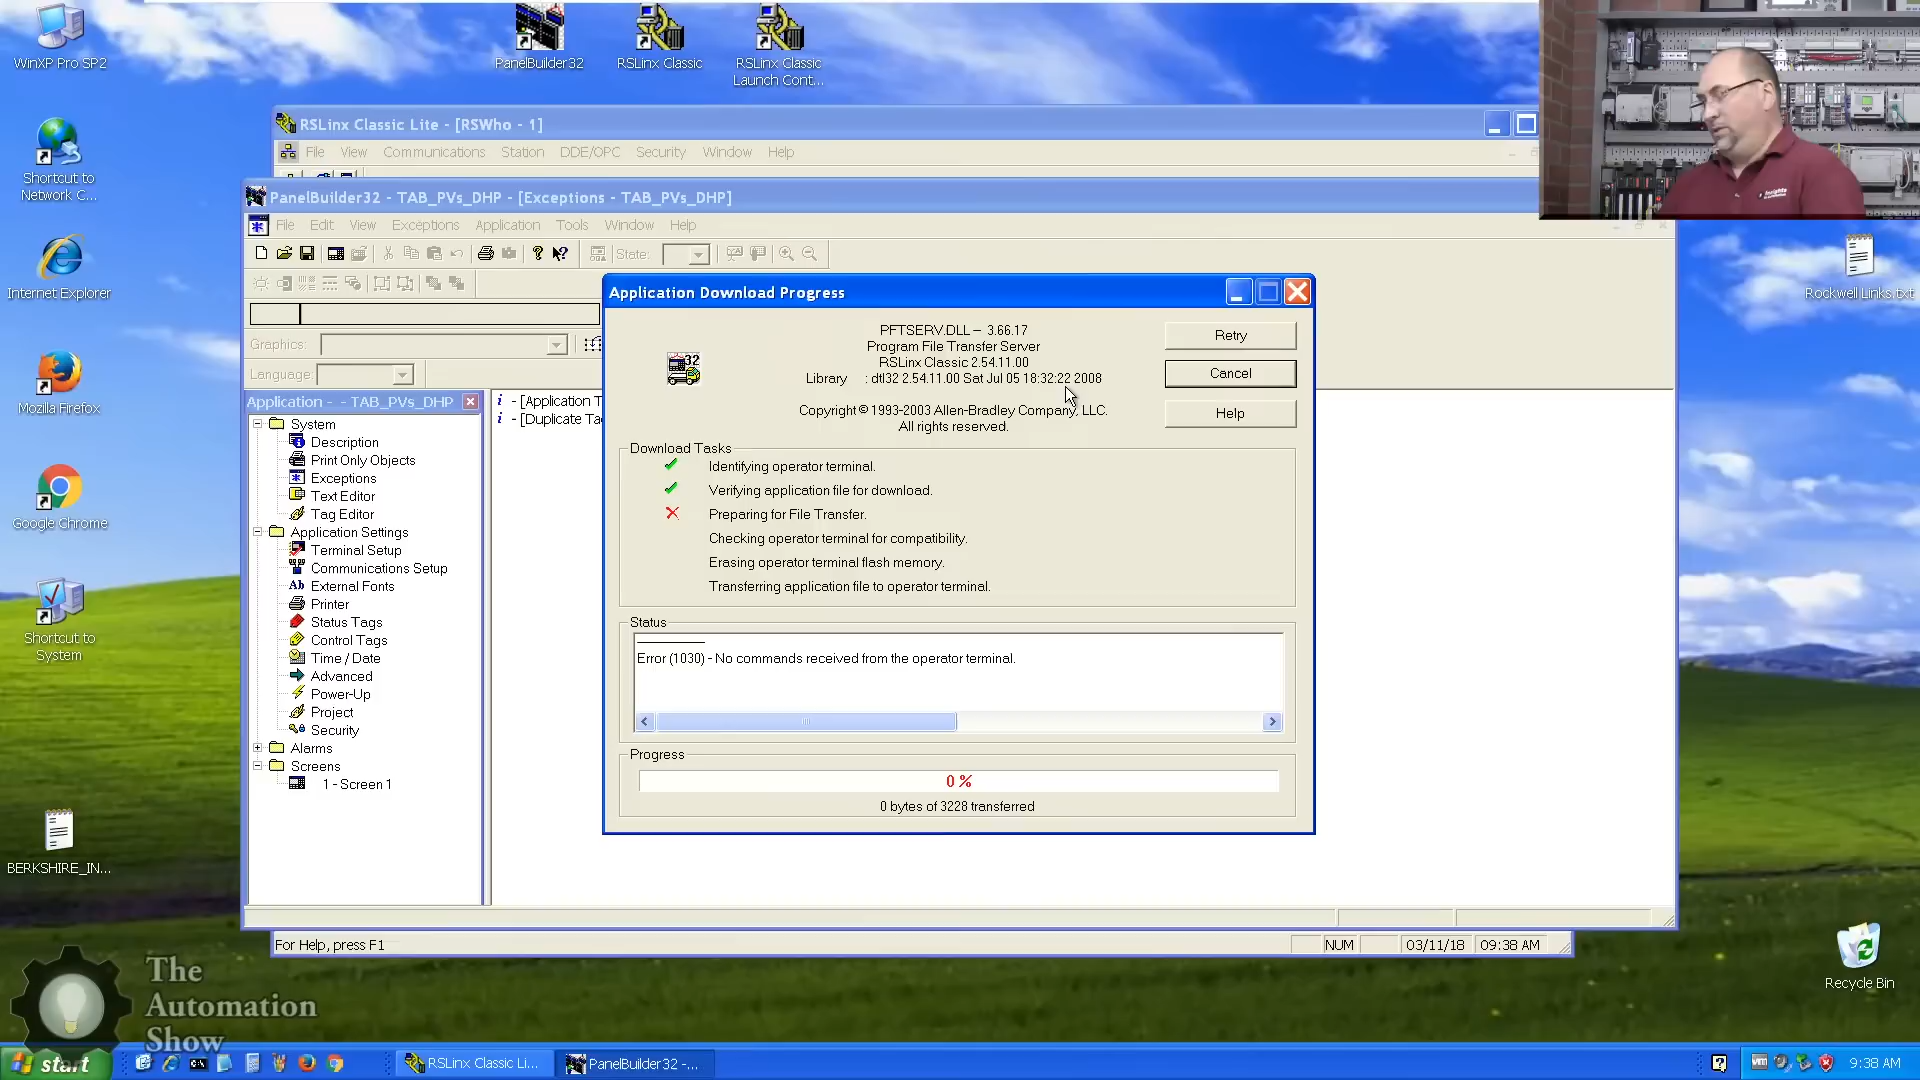 WinXP Pro SP2
PanelBuilder32
RSLinx Classic
RSLinx Classic
Launch Cont...
Shortcut to
Network C...
Internet Explorer
Mozilla Firefox
Google Chrome
Shortcut to
System
BERKSHIRE_IN...
Rockwell Links.txt
Recycle Bin
RSLinx Classic Lite - [RSWho - 1]
File View Communications Station DDE/OPC Security Window Help
PanelBuilder32 - TAB_PVs_DHP - [Exceptions - TAB_PVs_DHP]
File Edit View Exceptions Application Tools Window Help
State:
Graphics:
Language:
Application - - TAB_PVs_DHP
System
Description
Print Only Objects
Exceptions
Text Editor
Tag Editor
Application Settings
Terminal Setup
Communications Setup
External Fonts
Printer
Status Tags
Control Tags
Time / Date
Advanced
Power-Up
Project
Security
Alarms
Screens
1 - Screen 1
i - [Application T
i - [Duplicate Ta
Application Download Progress
PFTSERV.DLL – 3.66.17
Program File Transfer Server
RSLinx Classic 2.54.11.00
Library : dtl32 2.54.11.00 Sat Jul 05 18:32:22 2008
Copyright © 1993-2003 Allen-Bradley Company, LLC.
All rights reserved.
Retry
Cancel
Help
Download Tasks
Identifying operator terminal.
Verifying application file for download.
Preparing for File Transfer.
Checking operator terminal for compatibility.
Erasing operator terminal flash memory.
Transferring application file to operator terminal.
Status
Error (1030) - No commands received from the operator terminal.
Progress
0 %
0 bytes of 3228 transferred
For Help, press F1
NUM 03/11/18 09:38 AM
The
Automation
Show
start
RSLinx Classic Li...
PanelBuilder32 -...
9:38 AM